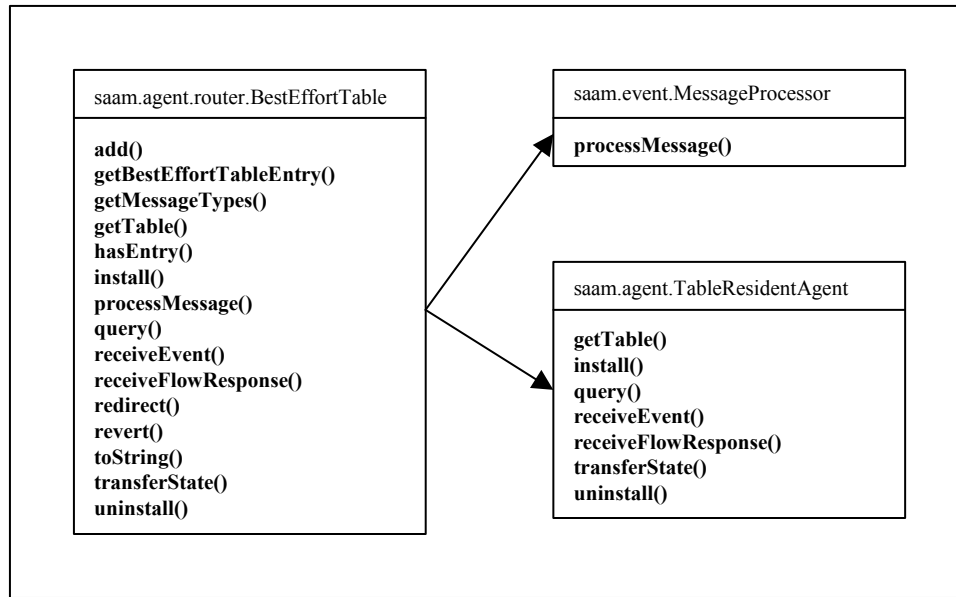 saam.agent.router.BestEffortTable
add()
getBestEffortTableEntry()
getMessageTypes()
getTable()
hasEntry()
install()
processMessage()
query()
receiveEvent()
receiveFlowResponse()
redirect()
revert()
toString()
transferState()
uninstall()
saam.event.MessageProcessor
processMessage()
saam.agent.TableResidentAgent
getTable()
install()
query()
receiveEvent()
receiveFlowResponse()
transferState()
uninstall()